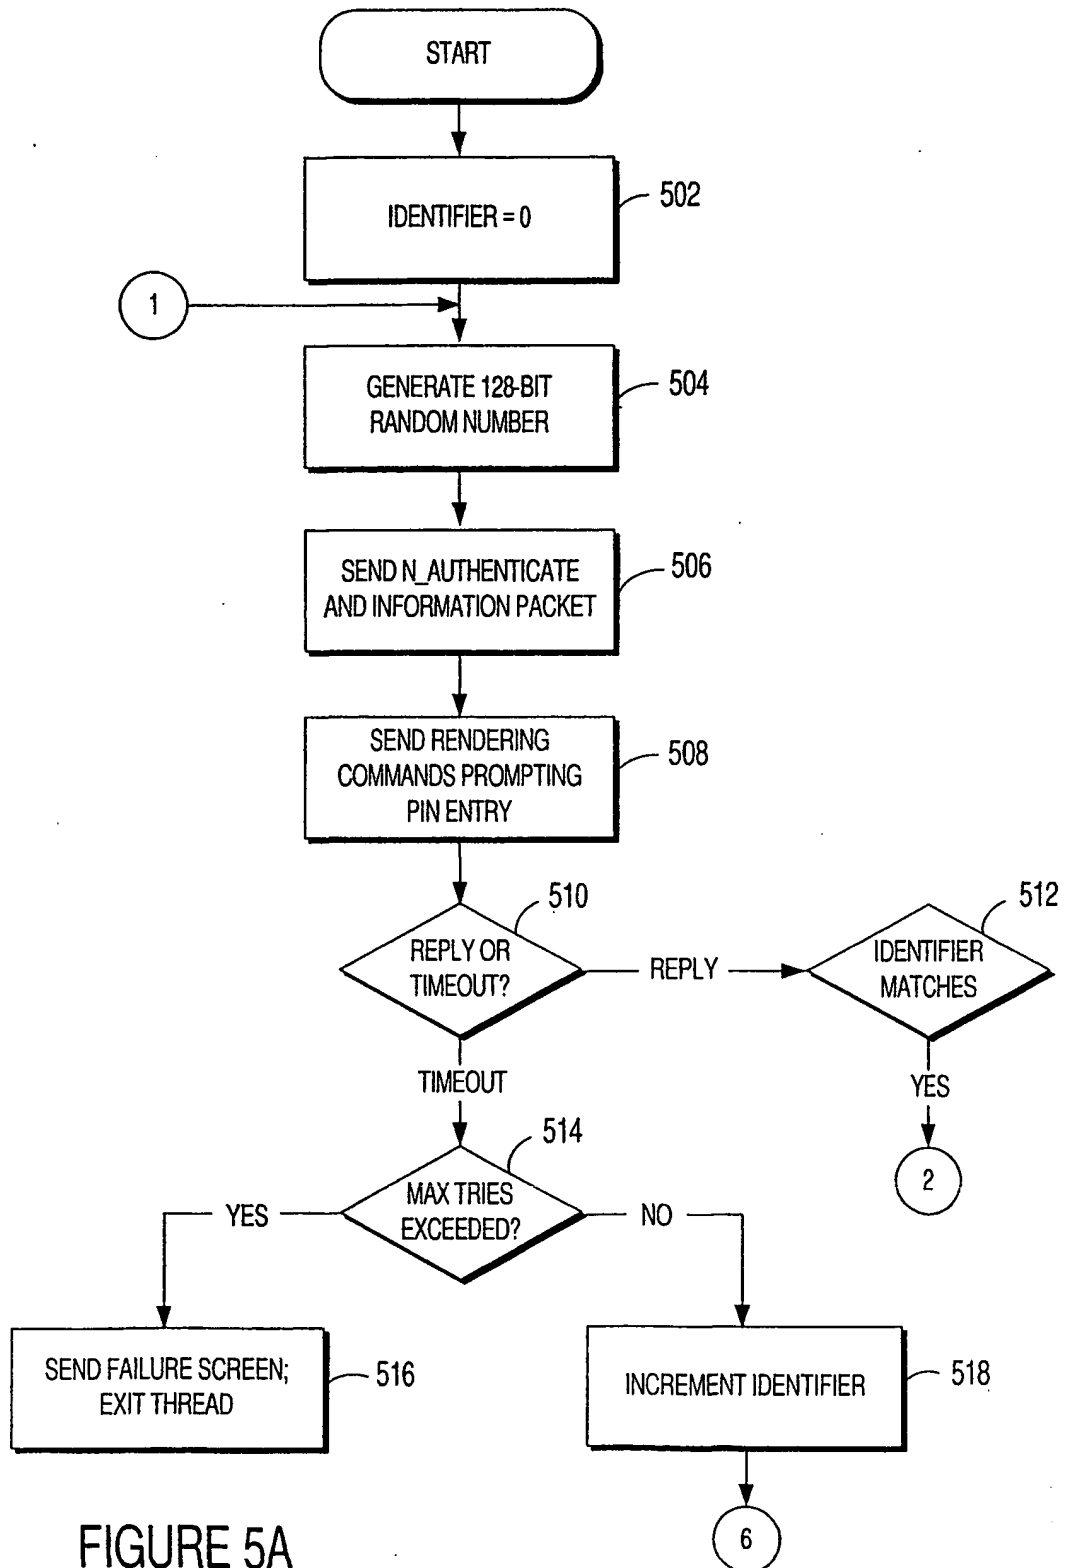 START
IDENTIFIER = 0
502
1
GENERATE 128-BIT
RANDOM NUMBER
504
SEND N_AUTHENTICATE
AND INFORMATION PACKET
506
SEND RENDERING
COMMANDS PROMPTING
PIN ENTRY
508
REPLY OR
TIMEOUT?
510
REPLY
IDENTIFIER
MATCHES
512
TIMEOUT
YES
2
MAX TRIES
EXCEEDED?
514
YES
NO
SEND FAILURE SCREEN;
EXIT THREAD
516
INCREMENT IDENTIFIER
518
6
FIGURE 5A